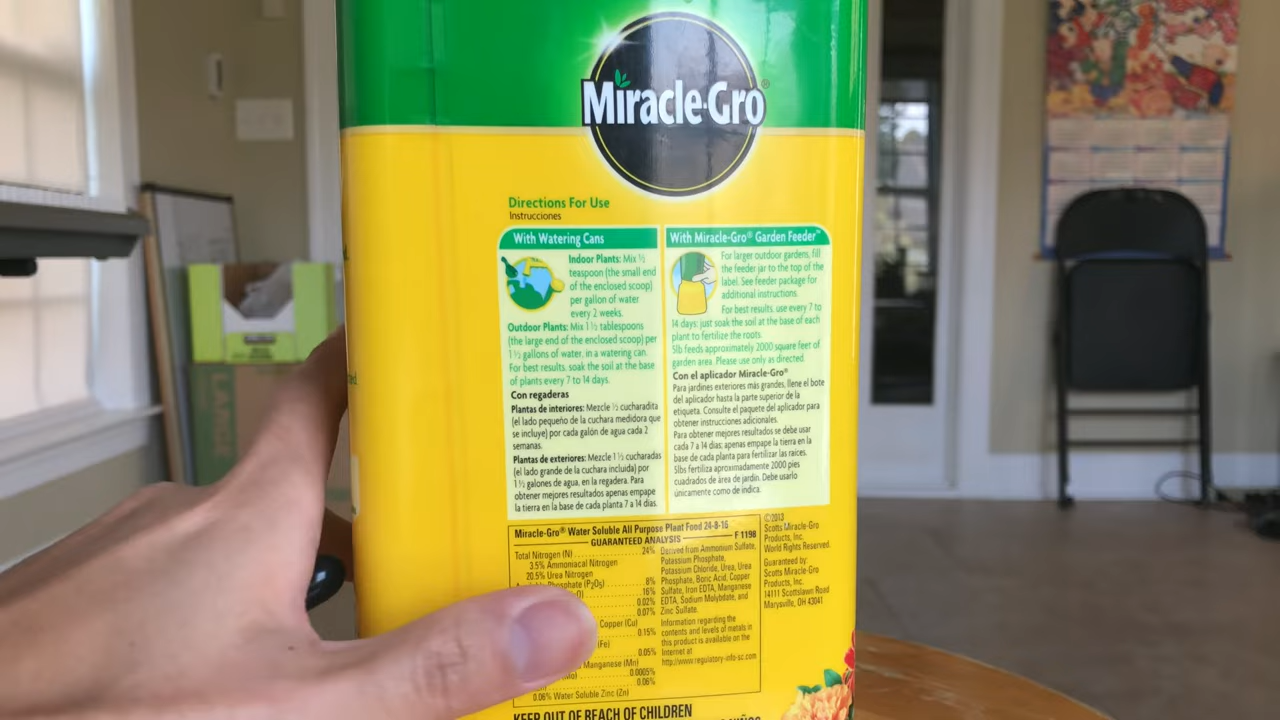 Miracle-Gro®
Directions For Use
Instrucciones
With Watering Cans
Indoor Plants: Mix ½
teaspoon (the small end
of the enclosed scoop)
per gallon of water
every 2 weeks.
Outdoor Plants: Mix 1½ tablespoons
(the large end of the enclosed scoop) per
1½ gallons of water, in a watering can.
For best results, soak the soil at the base
of plants every 7 to 14 days.
Con regaderas
Plantas de interiores: Mezcle ½ cucharadita
(el lado pequeño de la cuchara medidora que
se incluye) por cada galón de agua cada 2
semanas.
Plantas de exteriores: Mezcle 1½ cucharadas
(el lado grande de la cuchara incluida) por
1½ galones de agua, en la regadera. Para
obtener mejores resultados apenas empape
la tierra en la base de cada planta 7 a 14 días.
With Miracle-Gro® Garden Feeder™
For larger outdoor gardens, fill
the feeder jar to the top of the
label. See feeder package for
additional instructions.
For best results, use every 7 to
14 days: just soak the soil at the base of each
plant to fertilize the roots.
5lb feeds approximately 2000 square feet of
garden area. Please use only as directed.
Con el aplicador Miracle-Gro®
Para jardines exteriores más grandes, llene el bote
del aplicador hasta la parte superior de la
etiqueta. Consulte el paquete del aplicador para
obtener instrucciones adicionales.
Para obtener mejores resultados se debe usar
cada 7 a 14 días: apenas empape la tierra en la
base de cada planta para fertilizar las raíces.
5lbs fertiliza aproximadamente 2000 pies
cuadrados de área de jardín. Debe usarlo
únicamente como de indica.
Miracle-Gro® Water Soluble All Purpose Plant Food 24-8-16
GUARANTEED ANALYSIS F1198
Total Nitrogen (N) 24%
3.5% Ammoniacal Nitrogen
20.5% Urea Nitrogen
Phosphate (P₂O₅) 8%
16%
0.02%
0.07%
Copper (Cu)
0.15%
(Fe)
0.05%
Manganese (Mn)
(Mo) 0.0005%
0.06%
0.06% Water Soluble Zinc (Zn)
Derived from Ammonium Sulfate,
Potassium Phosphate,
Potassium Chloride, Urea, Urea
Phosphate, Boric Acid, Copper
Sulfate, Iron EDTA, Manganese
EDTA, Sodium Molybdate, and
Zinc Sulfate.
Information regarding the
contents and levels of metals in
this product is available on the
Internet at
http://www.regulatory-info-sc.com
©2013
Scotts Miracle-Gro
Products, Inc.
World Rights Reserved.
Guaranteed by:
Scotts Miracle-Gro
Products, Inc.
14111 Scottslawn Road
Marysville, OH 43041
KEEP OUT OF REACH OF CHILDREN